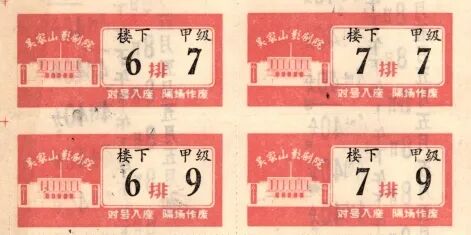 吴家山影剧院
楼下 甲级
6排7
对号入座 隔场作废
吴家山影剧院
楼下 甲级
7排7
对号入座 隔场作废
吴家山影剧院
楼下 甲级
6排9
对号入座 隔场作废
吴家山影剧院
楼下 甲级
7排9
对号入座 隔场作废